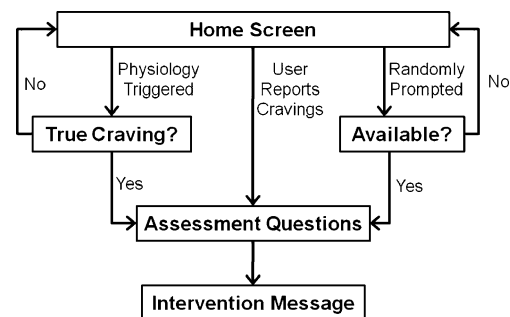 Home Screen
No
Physiology
Triggered
User
Reports
Cravings
Randomly
Prompted
No
True Craving?
Available?
Yes
Yes
Assessment Questions
Intervention Message